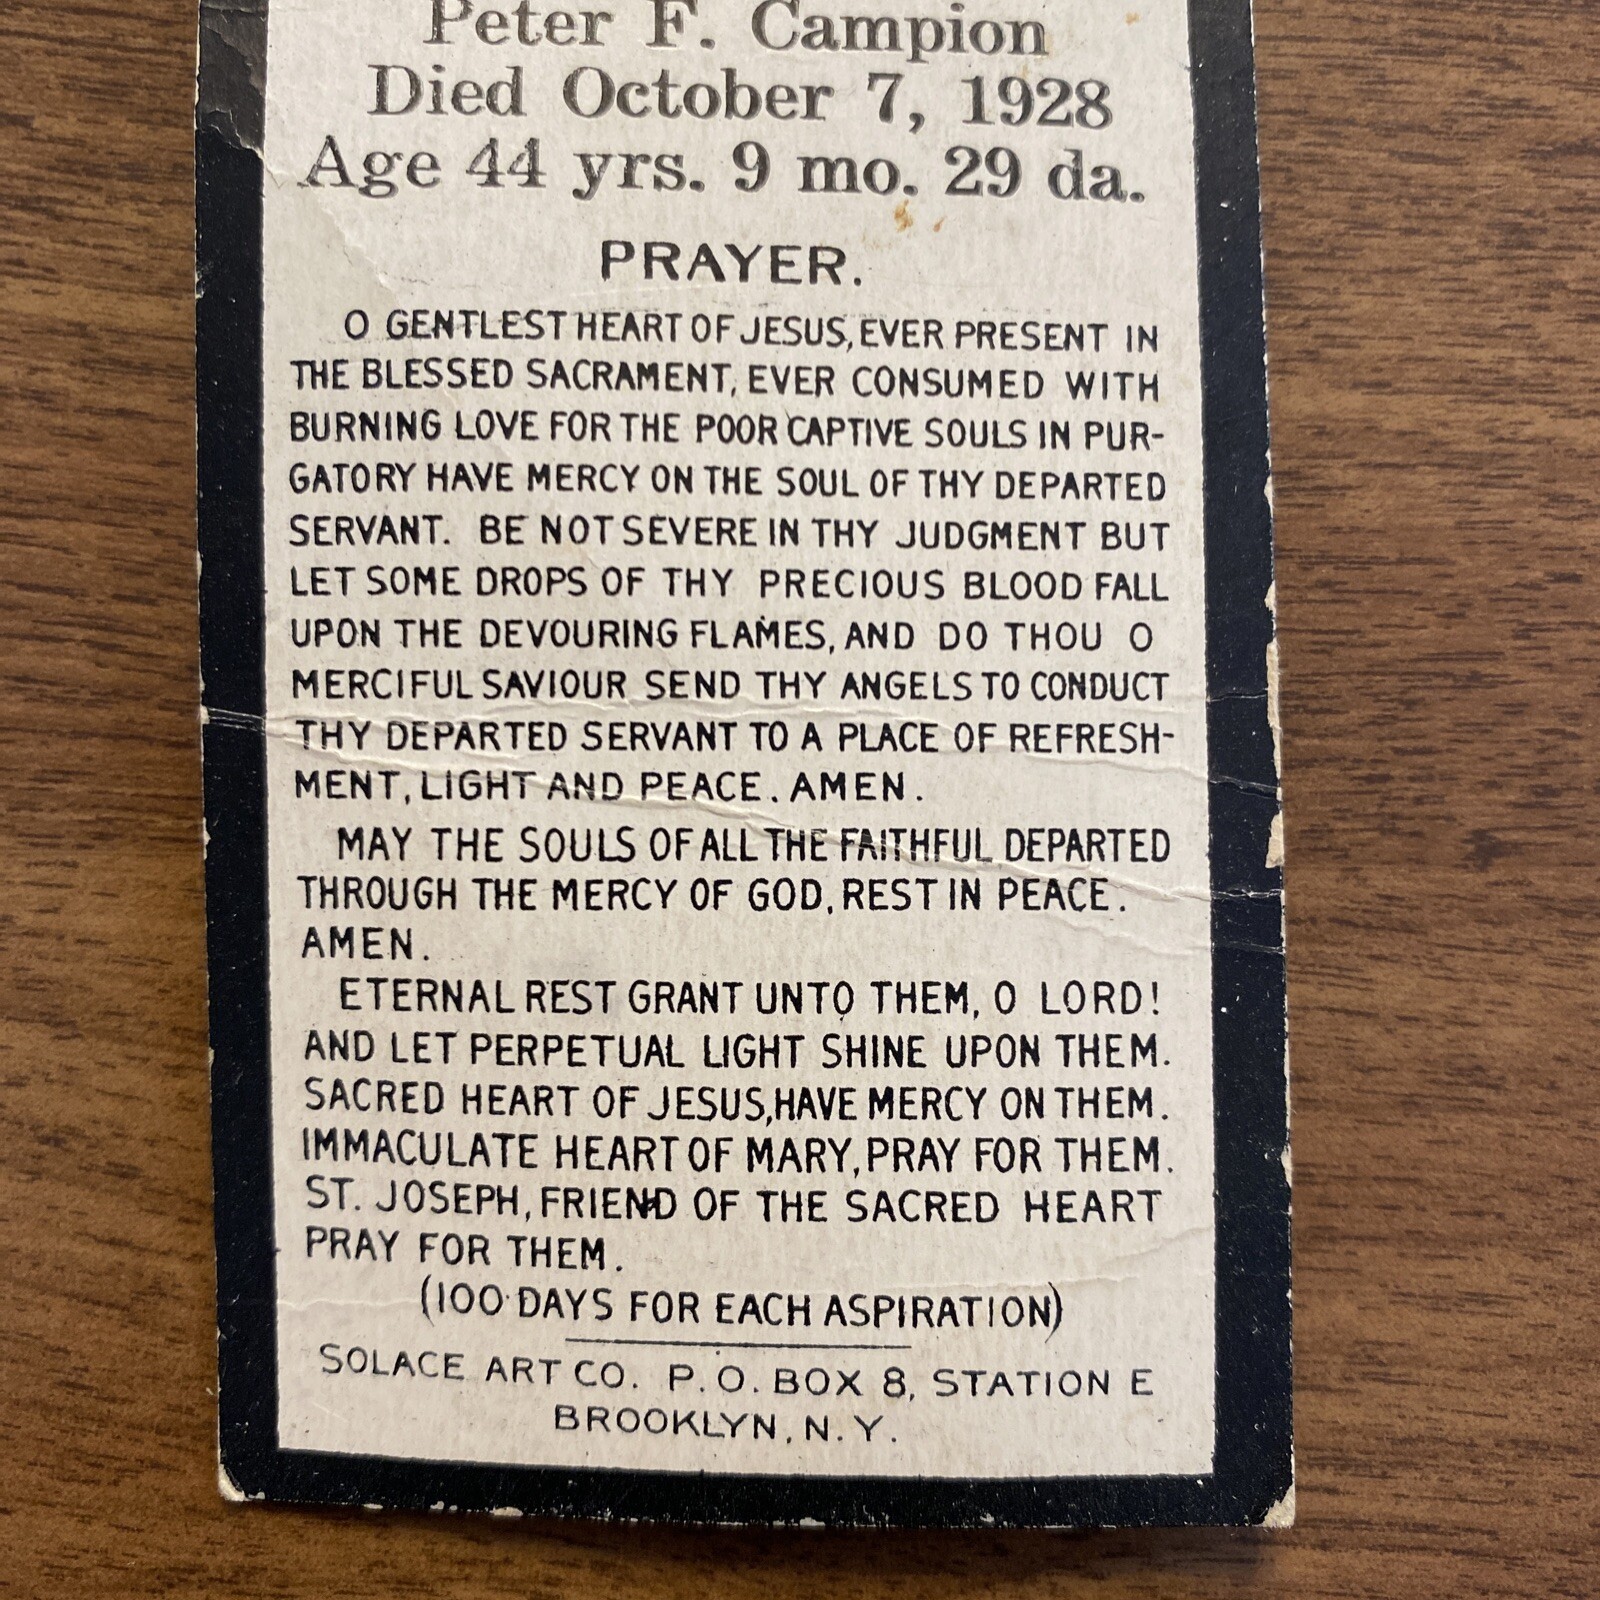 Peter F. Campion
Died October 7, 1928
Age 44 yrs. 9 mo. 29 da.
PRAYER.
O GENTLEST HEART OF JESUS, EVER PRESENT IN
THE BLESSED SACRAMENT, EVER CONSUMED WITH
BURNING LOVE FOR THE POOR CAPTIVE SOULS IN PUR-
GATORY HAVE MERCY ON THE SOUL OF THY DEPARTED
SERVANT. BE NOT SEVERE IN THY JUDGMENT BUT
LET SOME DROPS OF THY PRECIOUS BLOOD FALL
UPON THE DEVOURING FLAMES, AND DO THOU O
MERCIFUL SAVIOUR SEND THY ANGELS TO CONDUCT
THY DEPARTED SERVANT TO A PLACE OF REFRESH-
MENT, LIGHT AND PEACE. AMEN.
MAY THE SOULS OF ALL THE FAITHFUL DEPARTED
THROUGH THE MERCY OF GOD, REST IN PEACE.
AMEN.
ETERNAL REST GRANT UNTO THEM, O LORD!
AND LET PERPETUAL LIGHT SHINE UPON THEM.
SACRED HEART OF JESUS, HAVE MERCY ON THEM.
IMMACULATE HEART OF MARY, PRAY FOR THEM.
ST. JOSEPH, FRIEND OF THE SACRED HEART
PRAY FOR THEM.
(100 DAYS FOR EACH ASPIRATION)
SOLACE ART CO. P.O. BOX 8, STATION E
BROOKLYN, N.Y.